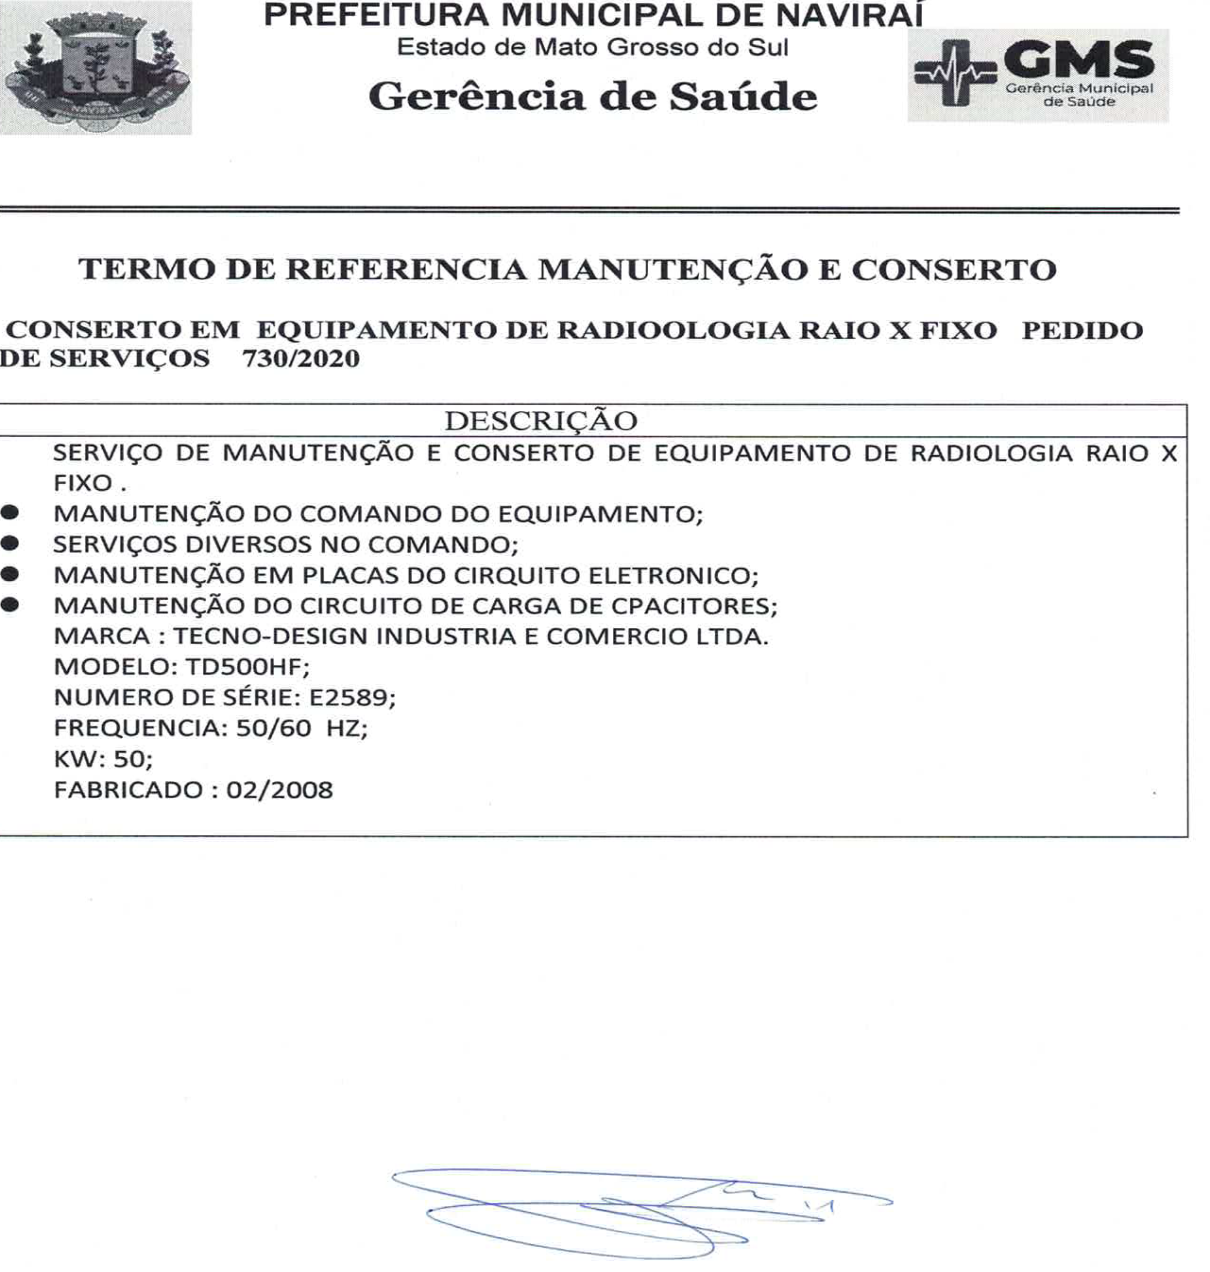 PREFEITURA MUNICIPAL DE NAVIRAÍ
Estado de Mato Grosso do Sul
Gerência de Saúde
GMS
Gerência Municipal
de Saúde
NAVIRAÍ
TERMO DE REFERENCIA MANUTENÇÃO E CONSERTO
CONSERTO EM EQUIPAMENTO DE RADIOOLOGIA RAIO X FIXO PEDIDO
DE SERVIÇOS 730/2020
DESCRIÇÃO
SERVIÇO DE MANUTENÇÃO E CONSERTO DE EQUIPAMENTO DE RADIOLOGIA RAIO X
FIXO .
● MANUTENÇÃO DO COMANDO DO EQUIPAMENTO;
● SERVIÇOS DIVERSOS NO COMANDO;
● MANUTENÇÃO EM PLACAS DO CIRQUITO ELETRONICO;
● MANUTENÇÃO DO CIRCUITO DE CARGA DE CPACITORES;
MARCA : TECNO-DESIGN INDUSTRIA E COMERCIO LTDA.
MODELO: TD500HF;
NUMERO DE SÉRIE: E2589;
FREQUENCIA: 50/60 HZ;
KW: 50;
FABRICADO : 02/2008